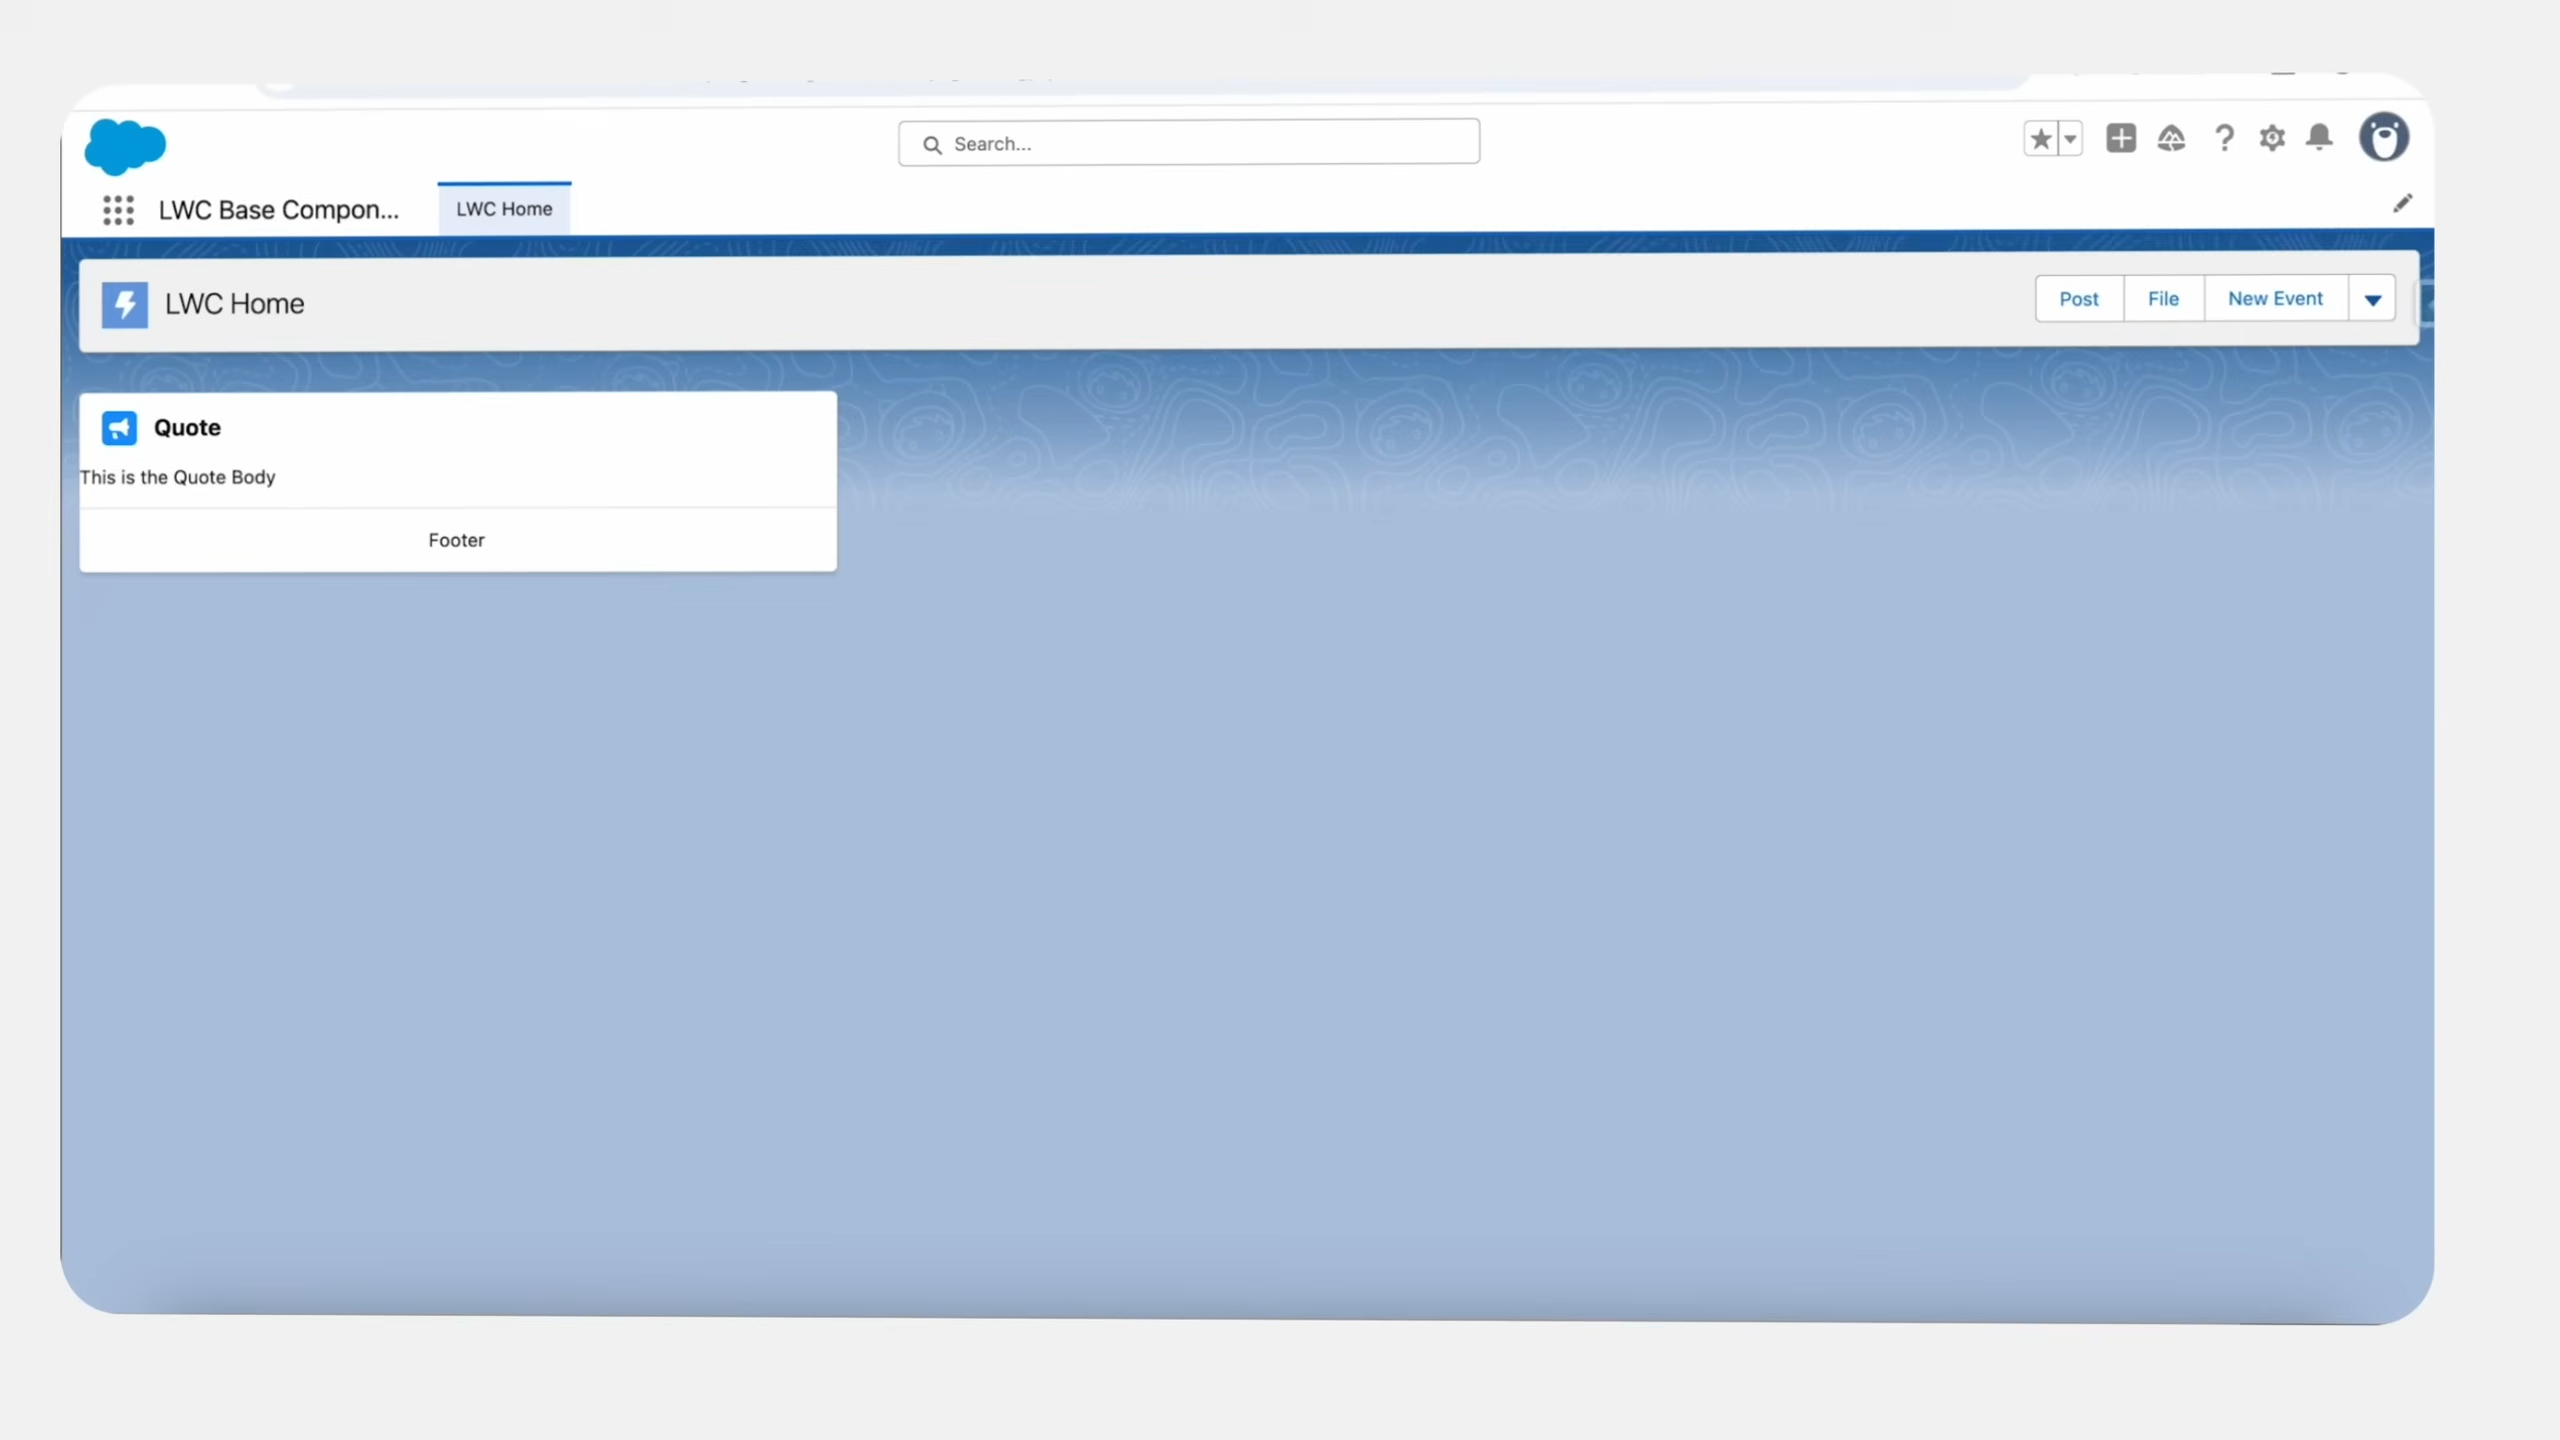 Search...
LWC Base Compon...
LWC Home
LWC Home
Post
File
New Event
Quote
This is the Quote Body
Footer